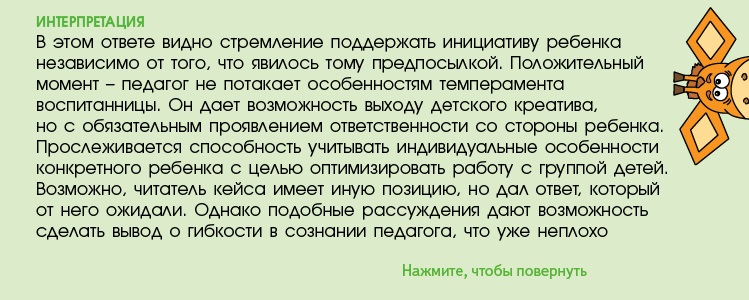 ИНТЕРПРЕТАЦИЯ
В этом ответе видно стремление поддержать инициативу ребенка
независимо от того, что явилось тому предпосылкой. Положительный
момент – педагог не потакает особенностям темперамента
воспитанницы. Он дает возможность выходу детского креатива,
но с обязательным проявлением ответственности со стороны ребенка.
Прослеживается способность учитывать индивидуальные особенности
конкретного ребенка с целью оптимизировать работу с группой детей.
Возможно, читатель кейса имеет иную позицию, но дал ответ, который
от него ожидали. Однако подобные рассуждения дают возможность
сделать вывод о гибкости в сознании педагога, что уже неплохо
Нажмите, чтобы повернуть